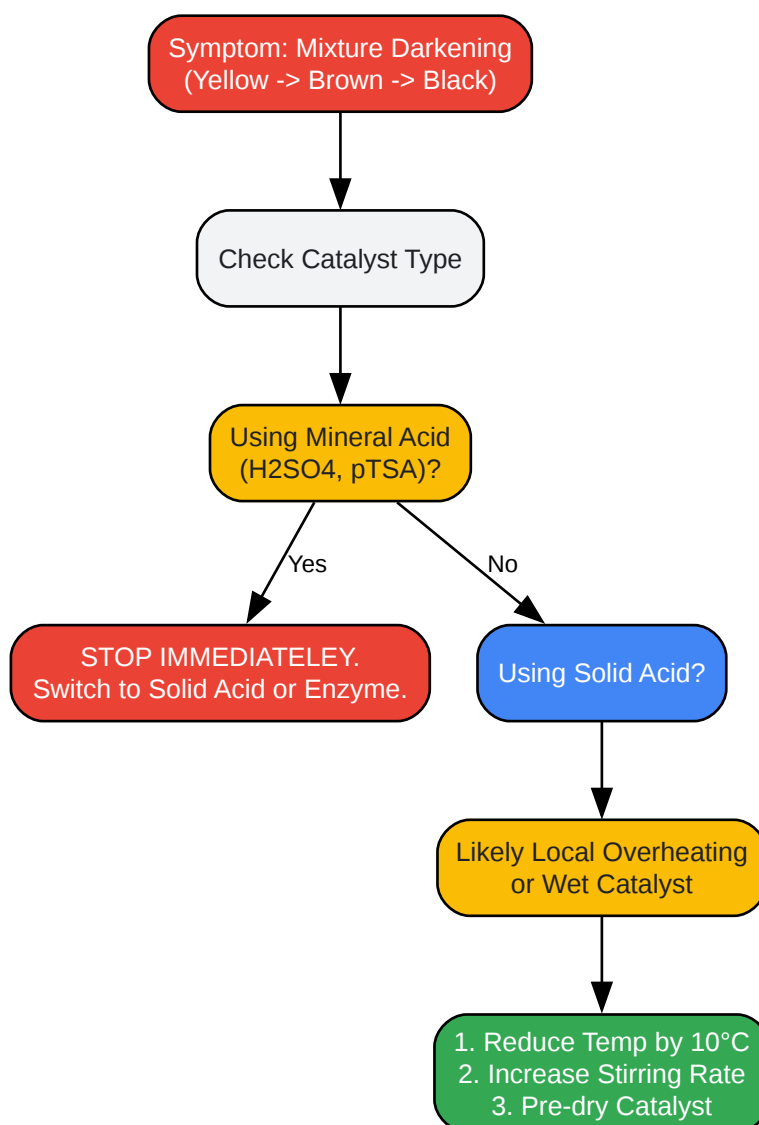 Symptom: Mixture Darkening
(Yellow -> Brown -> Black)
Check Catalyst Type
Using Mineral Acid
(H2SO4, pTSA)?
Yes
No
STOP IMMEDIATELEY.
Switch to Solid Acid or Enzyme.
Using Solid Acid?
Likely Local Overheating
or Wet Catalyst
1. Reduce Temp by 10°C
2. Increase Stirring Rate
3. Pre-dry Catalyst